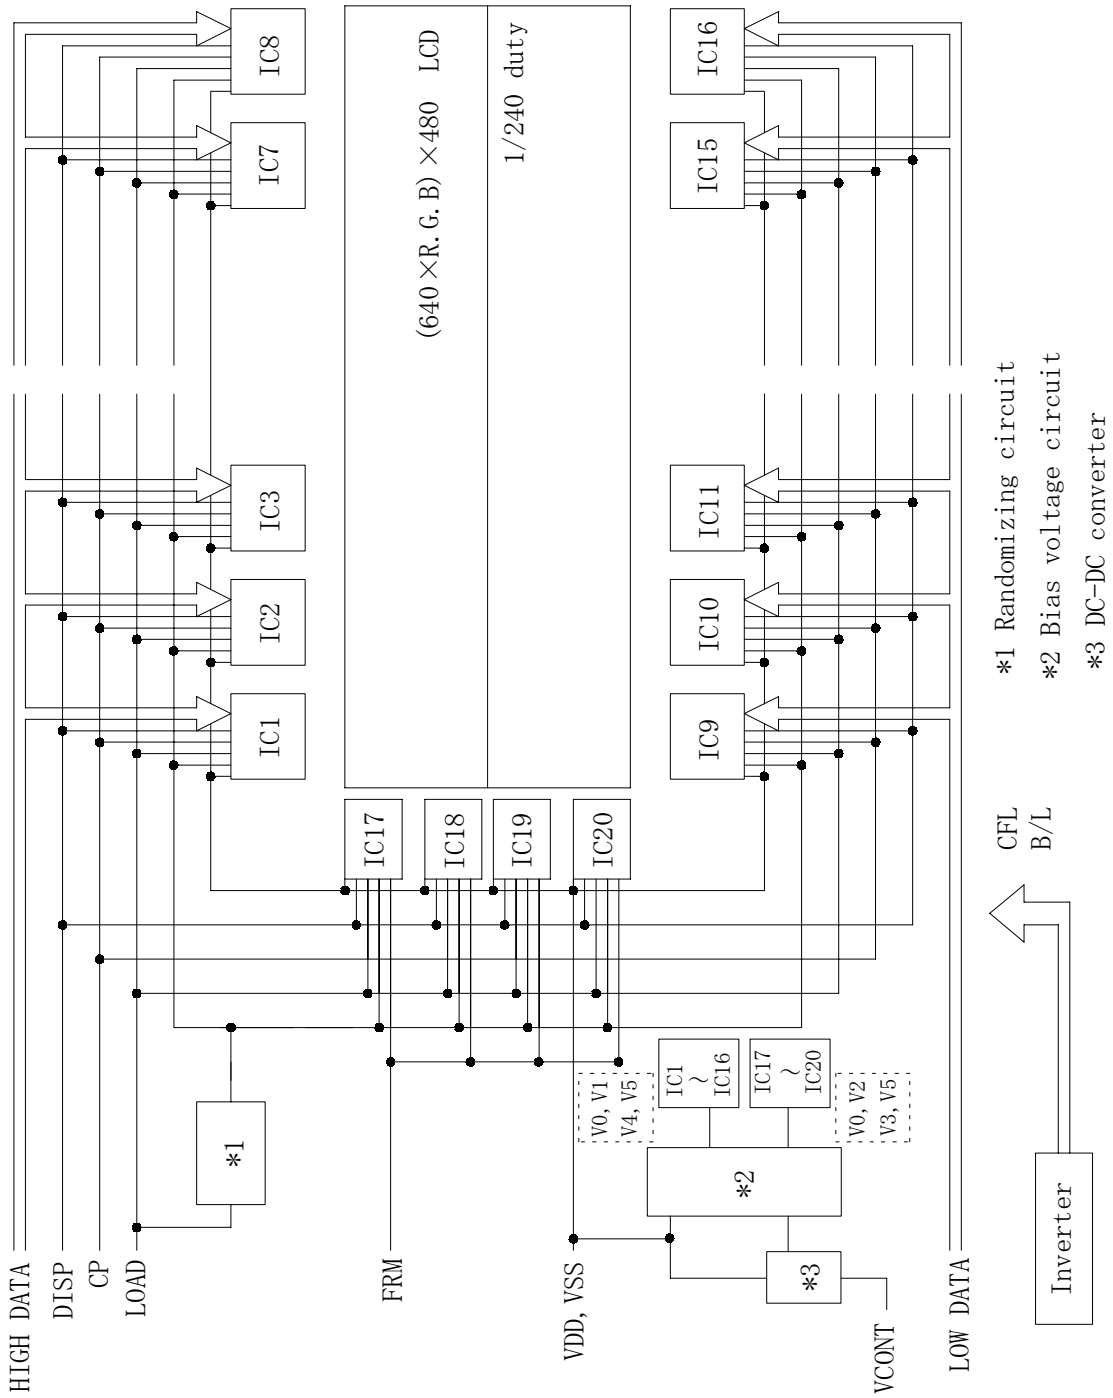 HIGH DATA
DISP
CP
LOAD
FRM
VDD, VSS
VCONT
LOW DATA
*1
*2
*3
IC1
IC2
IC3
IC7
IC8
IC17
IC18
IC19
IC20
(640×R.G.B)×480 LCD
1/240 duty
IC9
IC10
IC11
IC15
IC16
V0, V1
V4, V5
IC1
~
IC16
IC17
~
IC20
V0, V2
V3, V5
Inverter
CFL
B/L
*1 Randomizing circuit
*2 Bias voltage circuit
*3 DC-DC converter